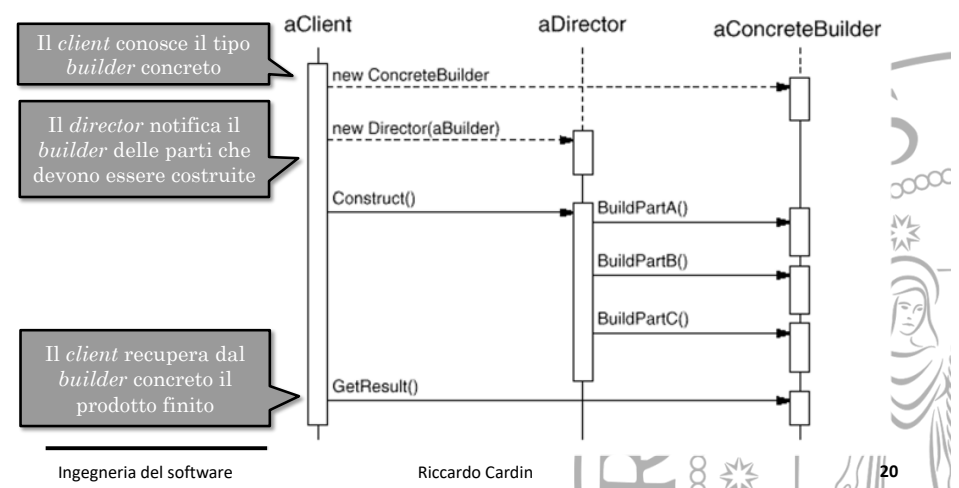 aClient
aDirector
aConcreteBuilder
Il client conosce il tipo
builder concreto
new ConcreteBuilder
Il director notifica il
builder delle parti che
devono essere costruite
new Director(aBuilder)
Construct()
BuildPartA()
BuildPartB()
BuildPartC()
Il client recupera dal
builder concreto il
prodotto finito
GetResult()
Ingegneria del software
Riccardo Cardin
20